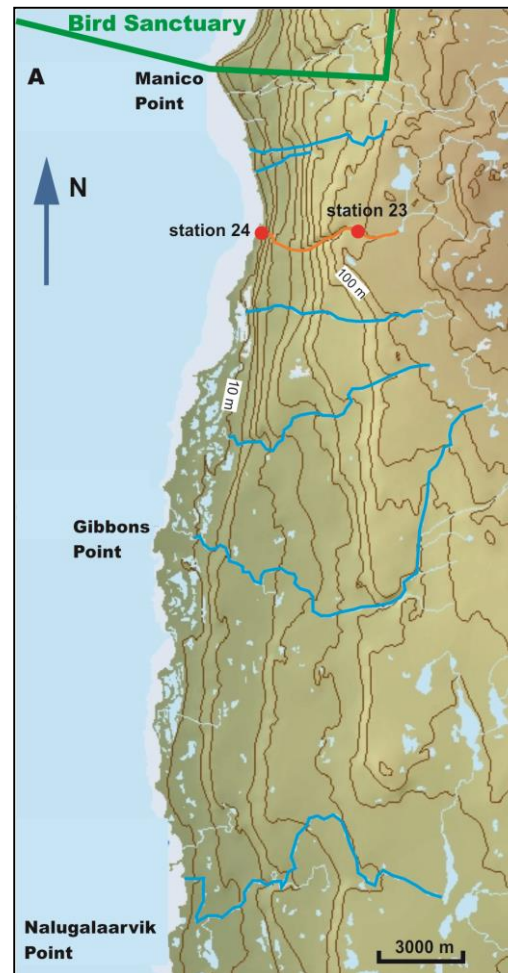 Bird Sanctuary
A
Manico
Point
N
station 23
station 24
100 m
10 m
Gibbons
Point
Nalugalaarvik
Point
3000 m